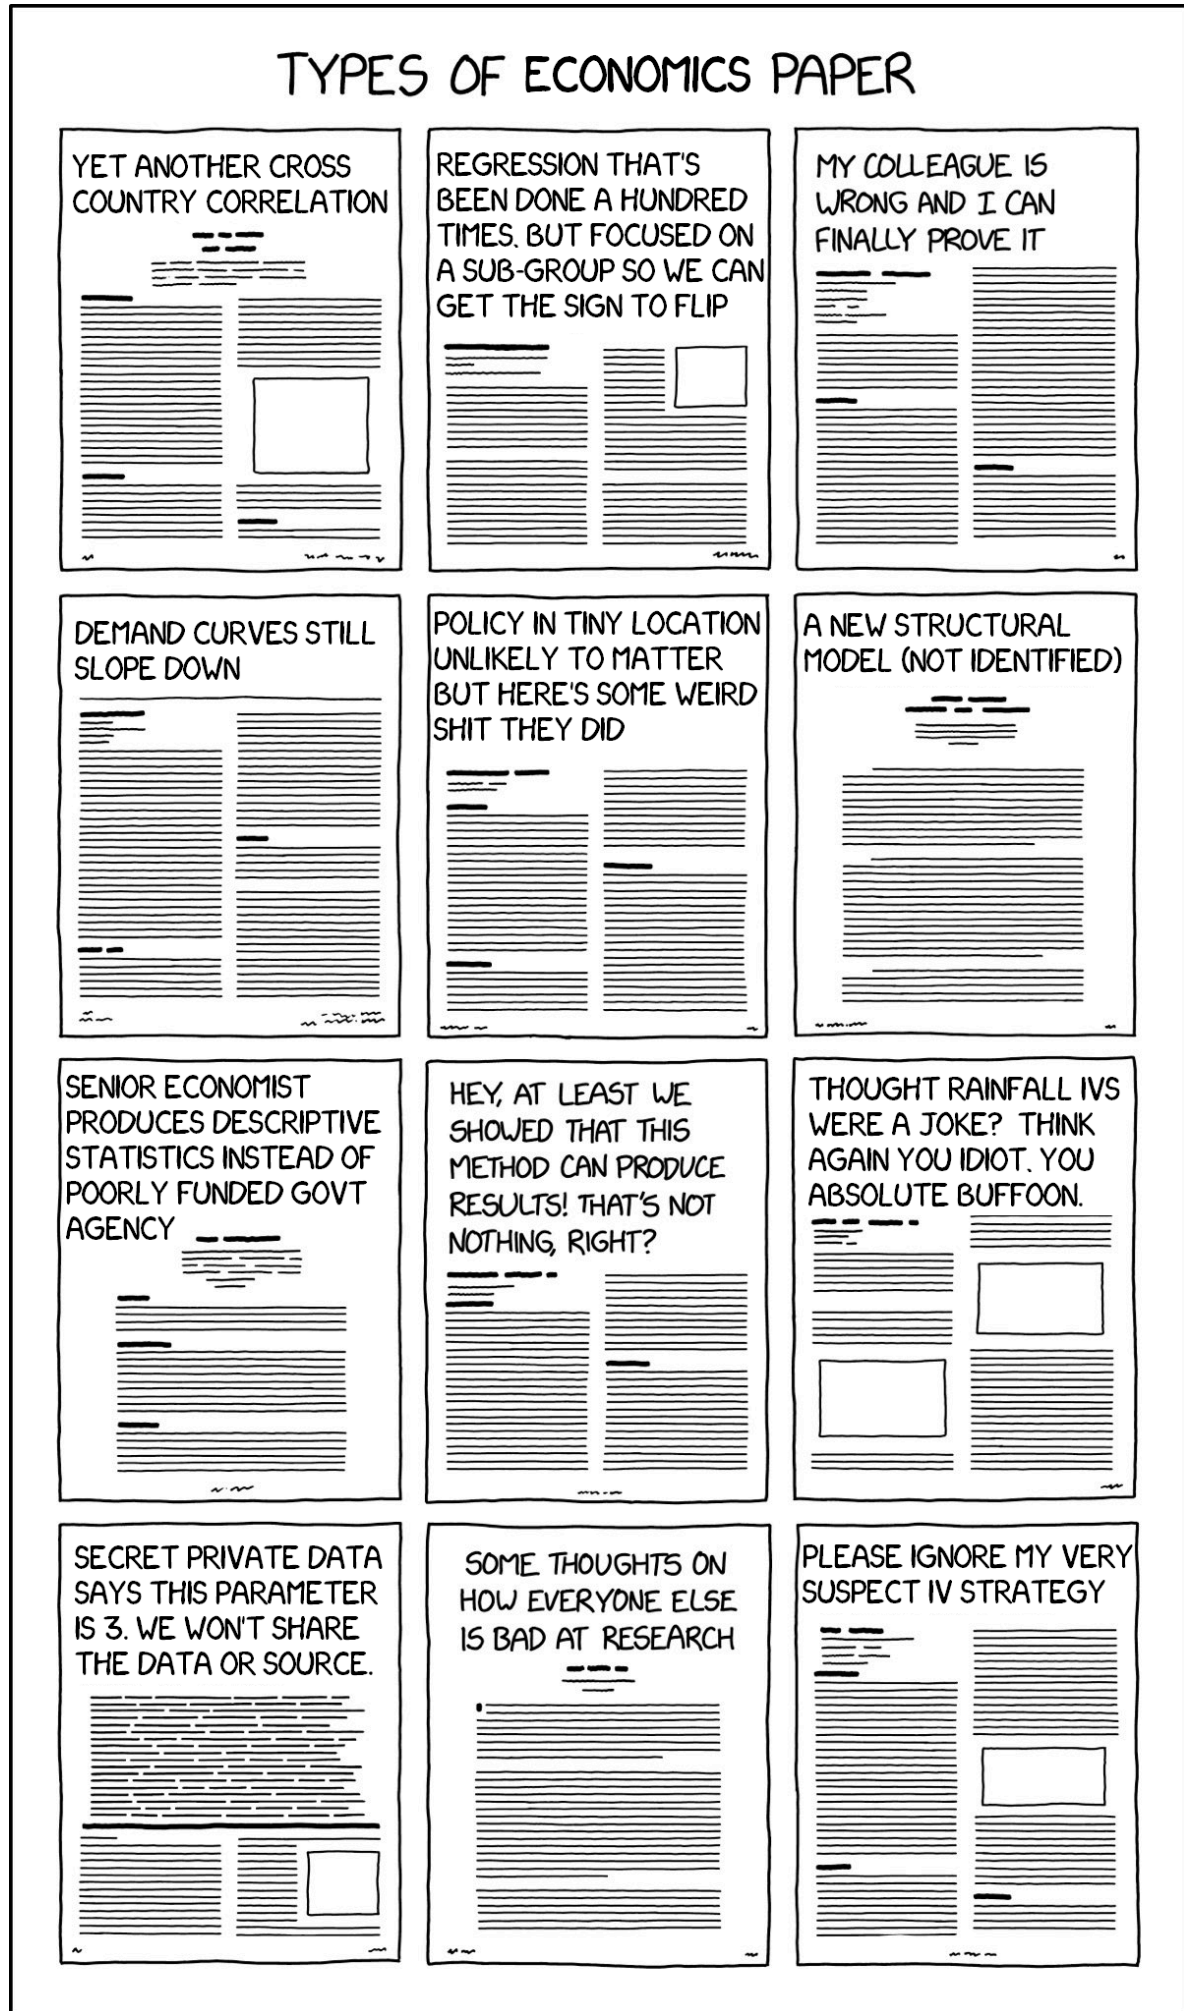 TYPES OF ECONOMICS PAPER
YET ANOTHER CROSS
COUNTRY CORRELATION
REGRESSION THAT'S
BEEN DONE A HUNDRED
TIMES. BUT FOCUSED ON
A SUB-GROUP SO WE CAN
GET THE SIGN TO FLIP
MY COLLEAGUE IS
WRONG AND I CAN
FINALLY PROVE IT
DEMAND CURVES STILL
SLOPE DOWN
POLICY IN TINY LOCATION
UNLIKELY TO MATTER
BUT HERE'S SOME WEIRD
SHIT THEY DID
A NEW STRUCTURAL
MODEL (NOT IDENTIFIED)
SENIOR ECONOMIST
PRODUCES DESCRIPTIVE
STATISTICS INSTEAD OF
POORLY FUNDED GOVT
AGENCY
HEY, AT LEAST WE
SHOWED THAT THIS
METHOD CAN PRODUCE
RESULTS! THAT'S NOT
NOTHING, RIGHT?
THOUGHT RAINFALL IVS
WERE A JOKE? THINK
AGAIN YOU IDIOT. YOU
ABSOLUTE BUFFOON.
SECRET PRIVATE DATA
SAYS THIS PARAMETER
IS 3. WE WON'T SHARE
THE DATA OR SOURCE.
SOME THOUGHTS ON
HOW EVERYONE ELSE
IS BAD AT RESEARCH
PLEASE IGNORE MY VERY
SUSPECT IV STRATEGY